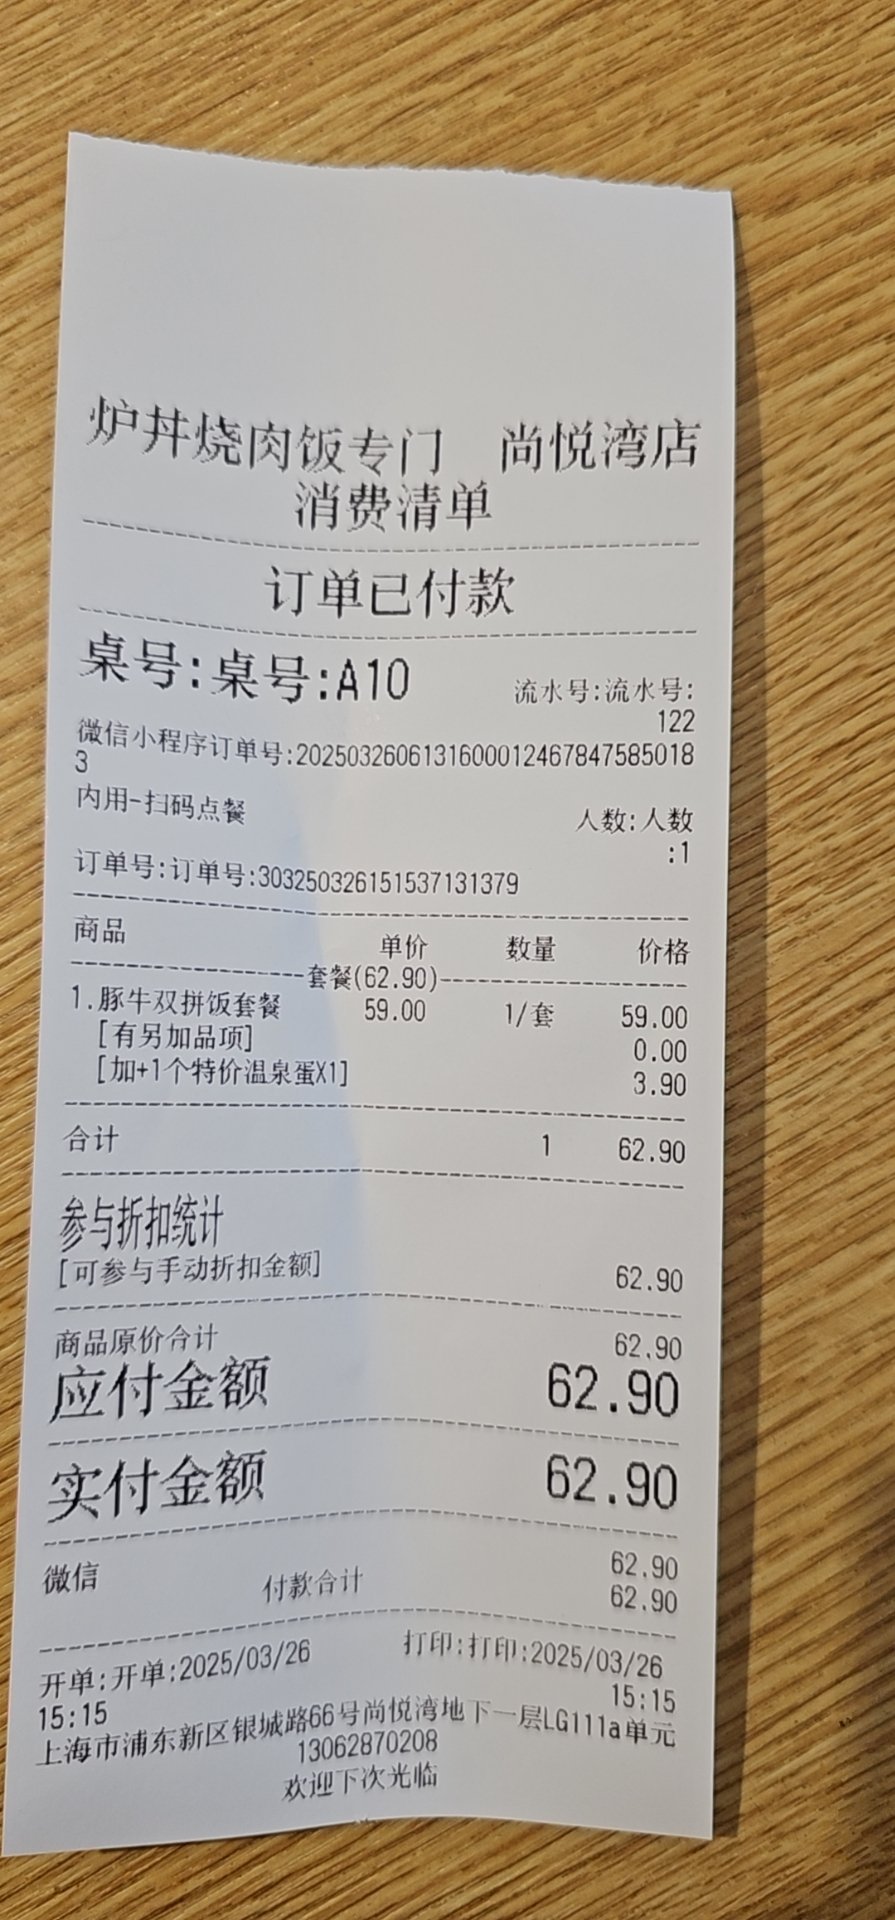 炉丼烧肉饭专门 尚悦湾店
消费清单
订单已付款
桌号:桌号:A10 流水号:流水号:
122
微信小程序订单号:2025032606131600012467847585018
3
内用-扫码点餐 人数:人数
:1
订单号:订单号:303250326151537131379
商品 单价 数量 价格
套餐(62.90)
1.豚牛双拼饭套餐 59.00 1/套 59.00
[有另加品项] 0.00
[加+1个特价温泉蛋X1] 3.90
合计 1 62.90
参与折扣统计
[可参与手动折扣金额] 62.90
商品原价合计 62.90
应付金额 62.90
实付金额 62.90
微信 62.90
付款合计 62.90
开单:开单:2025/03/26 打印:打印:2025/03/26
15:15 15:15
上海市浦东新区银城路66号尚悦湾地下一层LG111a单元
13062870208
欢迎下次光临